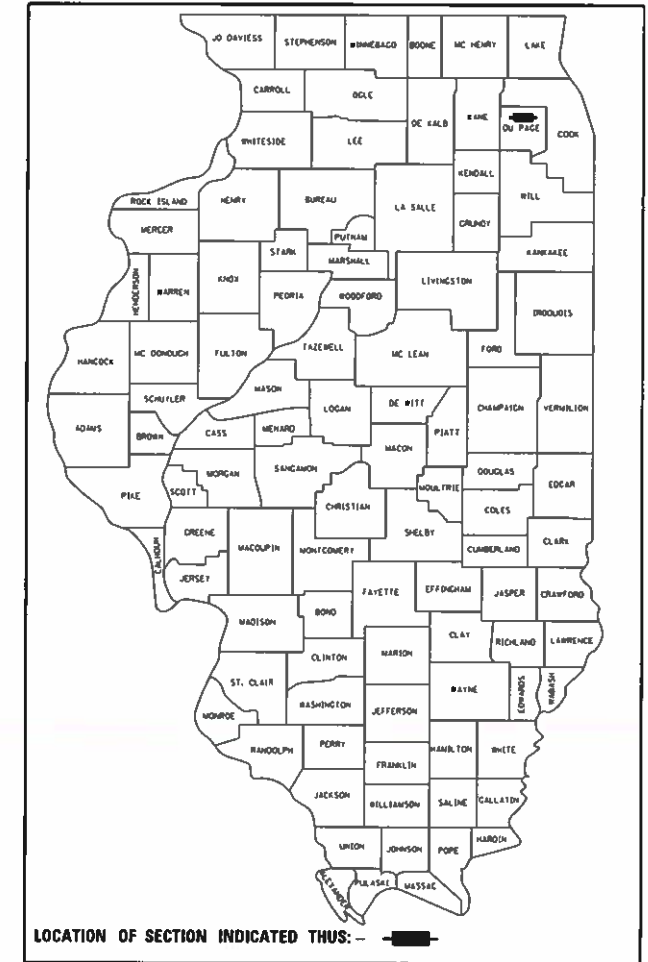 JO DAVIESS STEPHENSON WINNEBAGO BOONE MC HENRY LAKE
CARROLL OGLE DE KALB KANE DU PAGE COOK
WHITESIDE LEE
KENDALL
ROCK ISLAND HENRY BUREAU LA SALLE WILL
MERCER PUTNAM GRUNDY
STARK MARSHALL KANKAKEE
HENDERSON WARREN KNOX PEORIA WOODFORD LIVINGSTON IROQUOIS
HANCOCK MC DONOUGH FULTON TAZEWELL MC LEAN FORD
SCHUYLER MASON LOGAN DE WITT CHAMPAIGN VERMILION
ADAMS BROWN CASS MENARD MACON PIATT
PIKE SCOTT MORGAN SANGAMON CHRISTIAN MOULTRIE DOUGLAS EDGAR
COLES
CALHOUN GREENE MACOUPIN MONTGOMERY SHELBY CUMBERLAND CLARK
JERSEY FAYETTE EFFINGHAM JASPER CRAWFORD
MADISON BOND CLAY RICHLAND LAWRENCE
CLINTON MARION
ST. CLAIR WASHINGTON WAYNE EDWARDS WABASH
MONROE JEFFERSON
RANDOLPH PERRY HAMILTON WHITE
FRANKLIN
JACKSON WILLIAMSON SALINE GALLATIN
UNION JOHNSON POPE HARDIN
ALEXANDER PULASKI MASSAC
LOCATION OF SECTION INDICATED THUS: –